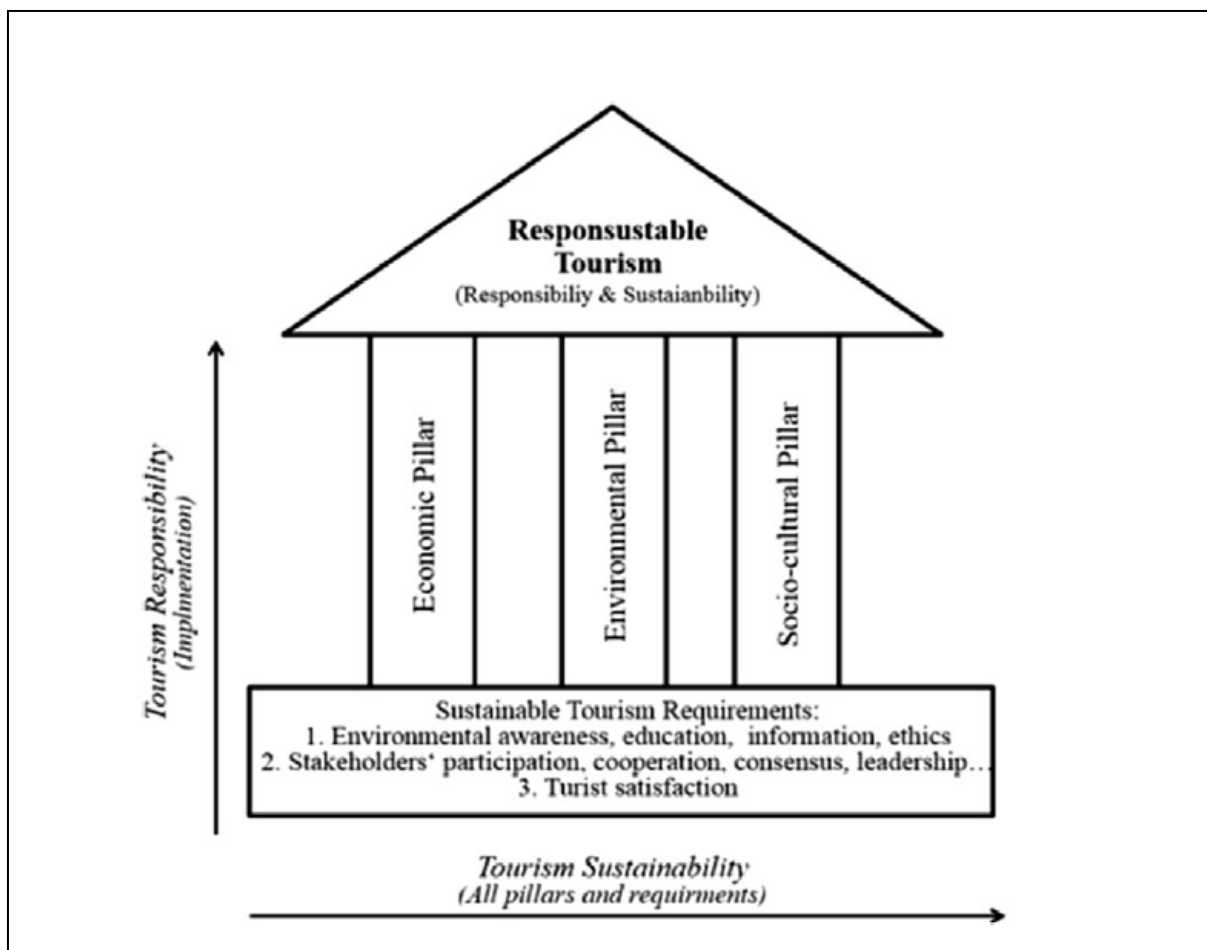 Responsustable
Tourism
(Responsibiliy & Sustaianbility)
Economic Pillar
Environmental Pillar
Socio-cultural Pillar
Tourism Responsibility
(Implmentation)
Sustainable Tourism Requirements:
1. Environmental awareness, education, information, ethics
2. Stakeholders‘ participation, cooperation, consensus, leadership…
3. Turist satisfaction
Tourism Sustainability
(All pillars and requirments)